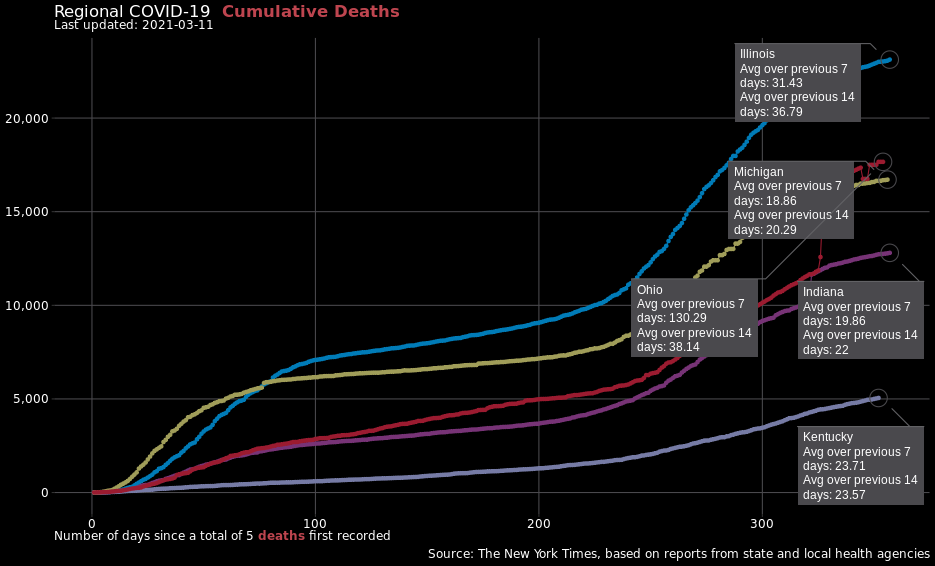 Regional COVID-19 Cumulative Deaths
Last updated: 2021-03-11
Illinois
Avg over previous 7
days: 31.43
Avg over previous 14
days: 36.79
20,000
Michigan
Avg over previous 7
days: 18.86
Avg over previous 14
days: 20.29
15,000
Ohio
Avg over previous 7
days: 130.29
Avg over previous 14
days: 38.14
Indiana
Avg over previous 7
days: 19.86
Avg over previous 14
days: 22
10,000
5,000
Kentucky
Avg over previous 7
days: 23.71
Avg over previous 14
days: 23.57
0
0 100 200 300
Number of days since a total of 5 deaths first recorded
Source: The New York Times, based on reports from state and local health agencies